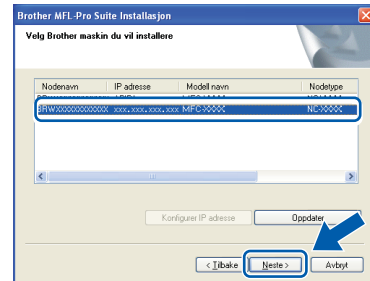 Brother MFL-Pro Suite Installasjon
Velg Brother maskin du vil installere
Nodenavn IP adresse Modell navn Nodetype
BRWXXXXXXXXXXXX xxx.xxx.xxx.xxx MFC-XXXX NC-XXXX
Konfigurer IP adresse Oppdater
< Tilbake Neste > Avbryt